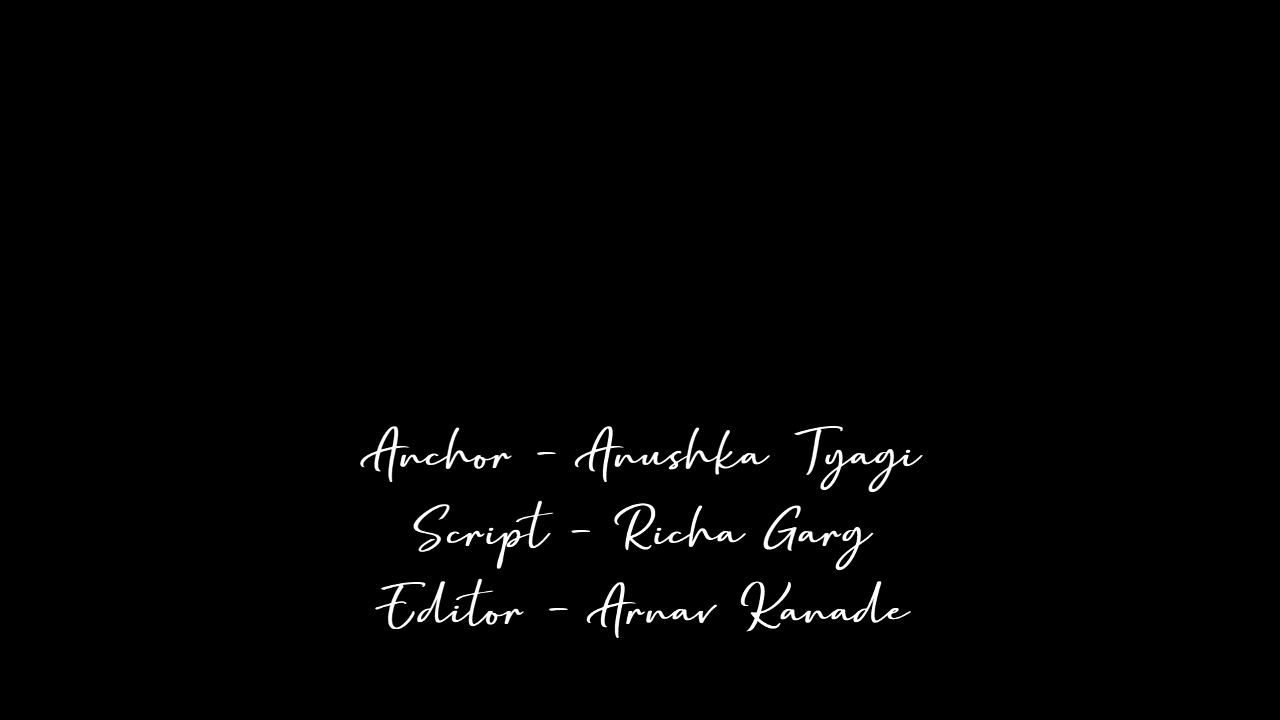 Anchor - Anushka Tyagi
Script - Richa Garg
Editor - Arnav Kanade